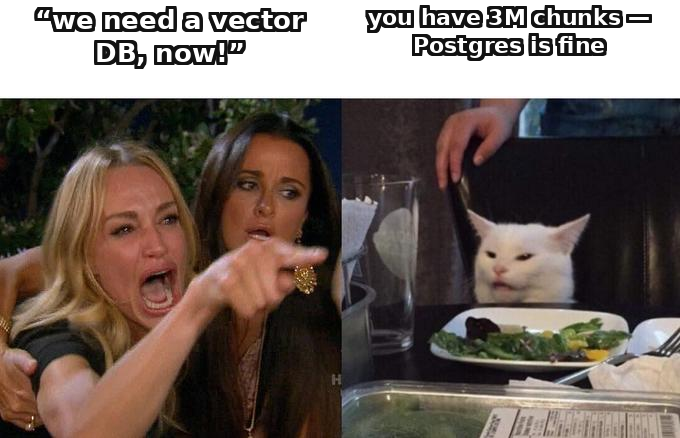 “we need a vector
DB, now!”
you have 3M chunks —
Postgres is fine
H